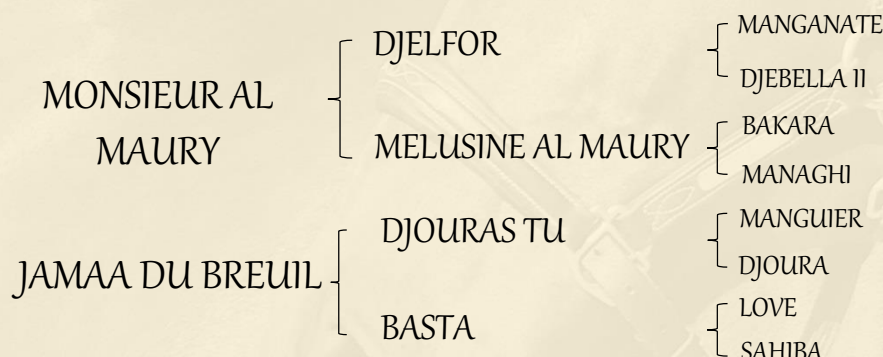 MONSIEUR AL
MAURY
DJELFOR
MANGANATE
DJEBELLA II
MELUSINE AL MAURY
BAKARA
MANAGHI
JAMAA DU BREUIL
DJOURAS TU
MANGUIER
DJOURA
BASTA
LOVE
SAHIBA